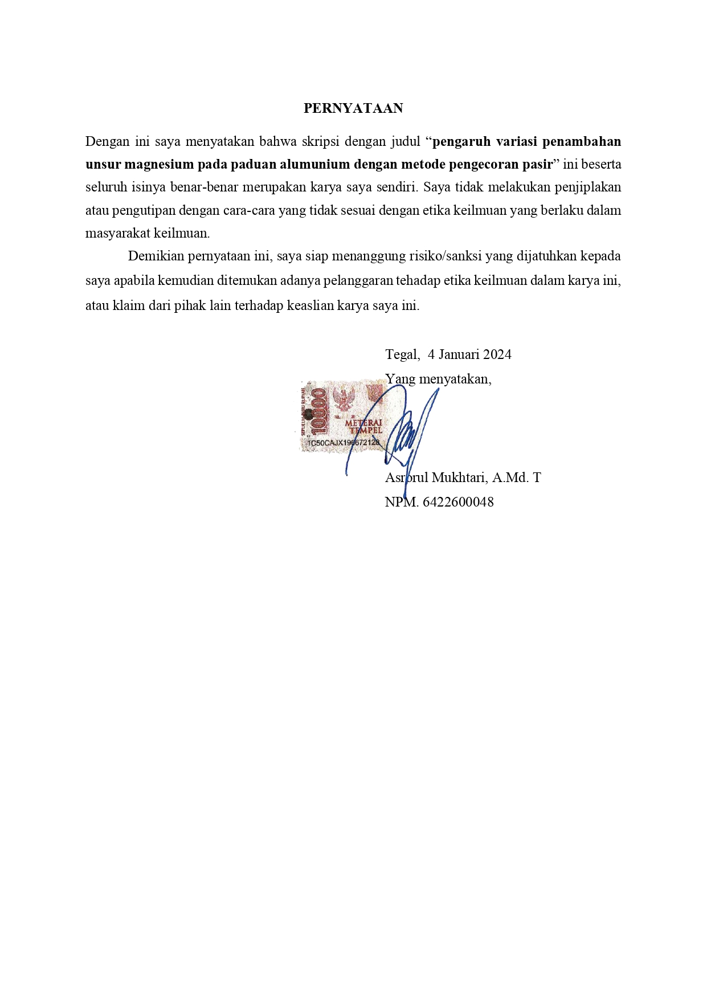 PERNYATAAN
Dengan ini saya menyatakan bahwa skripsi dengan judul “pengaruh variasi penambahan
unsur magnesium pada paduan alumunium dengan metode pengecoran pasir” ini beserta
seluruh isinya benar-benar merupakan karya saya sendiri. Saya tidak melakukan penjiplakan
atau pengutipan dengan cara-cara yang tidak sesuai dengan etika keilmuan yang berlaku dalam
masyarakat keilmuan.
Demikian pernyataan ini, saya siap menanggung risiko/sanksi yang dijatuhkan kepada
saya apabila kemudian ditemukan adanya pelanggaran tehadap etika keilmuan dalam karya ini,
atau klaim dari pihak lain terhadap keaslian karya saya ini.
Tegal, 4 Januari 2024
Yang menyatakan,
SEPULUH RIBU RUPIAH
10000
METERAI
TEMPEL
1C50CAJX196672128
Asrorul Mukhtari, A.Md. T
NPM. 6422600048